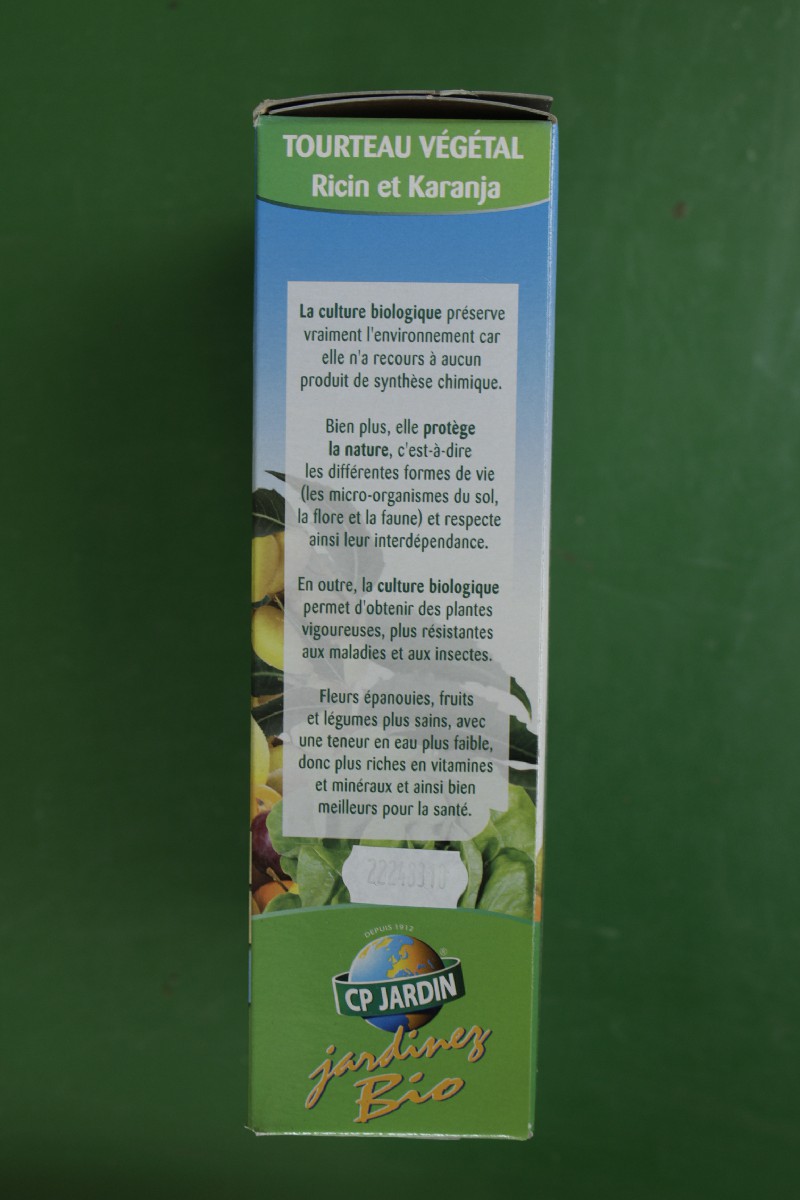 TOURTEAU VÉGÉTAL
Ricin et Karanja
La culture biologique préserve
vraiment l'environnement car
elle n'a recours à aucun
produit de synthèse chimique.
Bien plus, elle protège
la nature, c'est-à-dire
les différentes formes de vie
(les micro-organismes du sol,
la flore et la faune) et respecte
ainsi leur interdépendance.
En outre, la culture biologique
permet d'obtenir des plantes
vigoureuses, plus résistantes
aux maladies et aux insectes.
Fleurs épanouies, fruits
et légumes plus sains, avec
une teneur en eau plus faible,
donc plus riches en vitamines
et minéraux et ainsi bien
meilleurs pour la santé.
DEPUIS 1912
®
CP JARDIN
jardinez
Bio